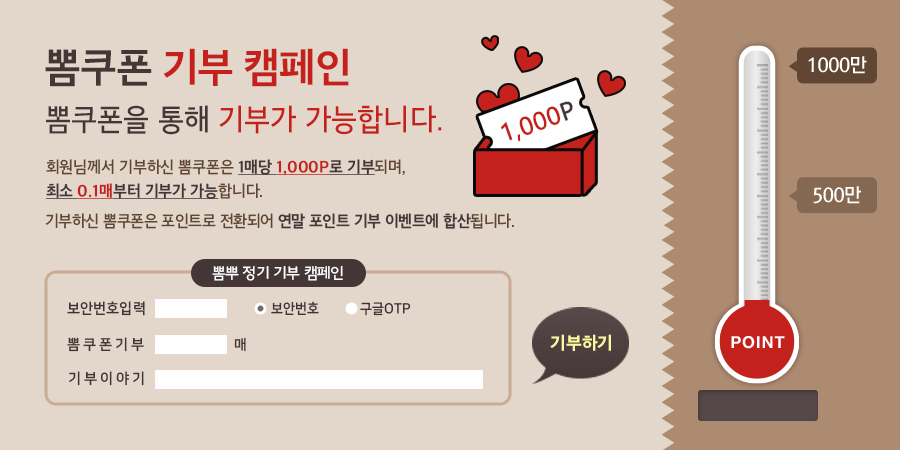 뽐쿠폰 기부 캠페인
뽐쿠폰을 통해 기부가 가능합니다.
회원님께서 기부하신 뽐쿠폰은 1매당 1,000P로 기부되며,
최소 0.1매부터 기부가 가능합니다.
기부하신 뽐쿠폰은 포인트로 전환되어 연말 포인트 기부 이벤트에 합산됩니다.
1,000P
뽐뿌 정기 기부 캠페인
보안번호입력 보안번호 구글OTP
뽐쿠폰기부 매
기부이야기
기부하기
1000만
500만
POINT